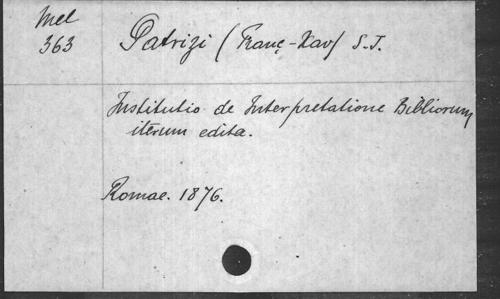 Mel
363
Patrizi (Franç-Xav) S.J.
Institutio de Interpretatione Bibliorum
iterum edita.
Romae. 1876.